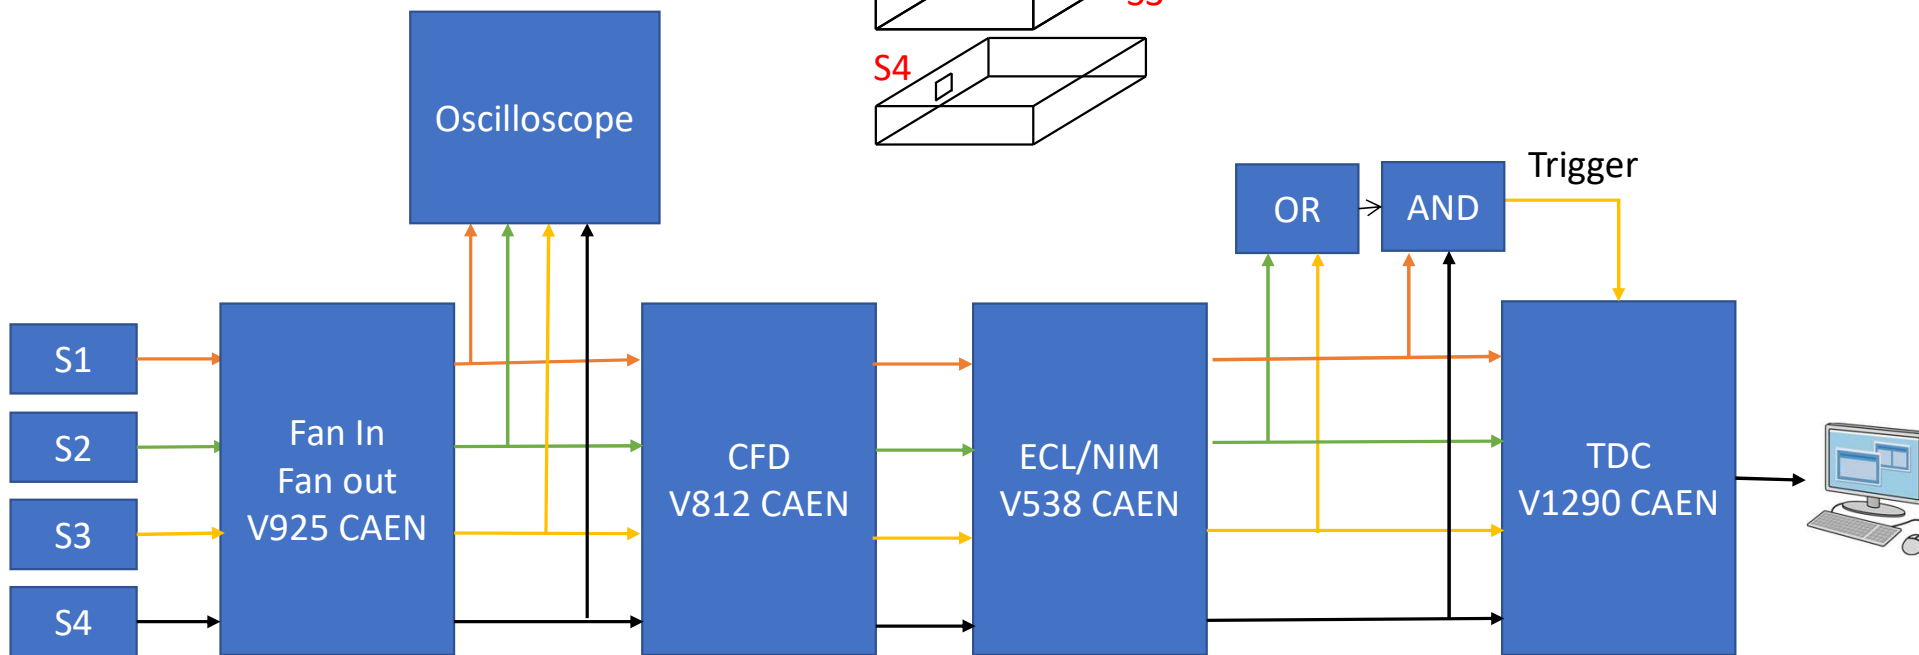 S4
Oscilloscope
Trigger
OR
AND
S1
S2
S3
S4
Fan In
Fan out
V925 CAEN
CFD
V812 CAEN
ECL/NIM
V538 CAEN
TDC
V1290 CAEN